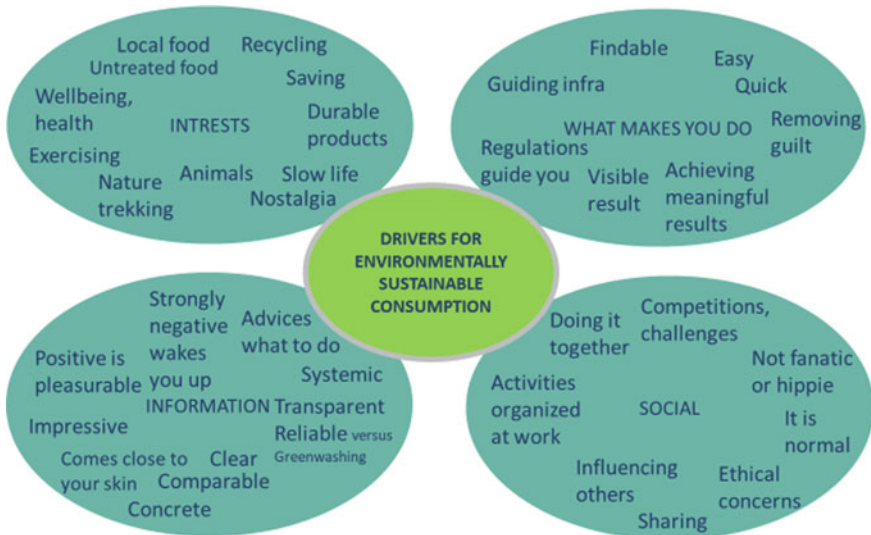 Local food
Recycling
Untreated food
Saving
Wellbeing,
health
INTRESTS
Durable
products
Exercising
Nature
trekking
Animals
Slow life
Nostalgia
Findable
Easy
Guiding infra
Quick
WHAT MAKES YOU DO
Removing
guilt
Regulations
guide you
Visible
result
Achieving
meaningful
results
DRIVERS FOR
ENVIRONMENTALLY
SUSTAINABLE
CONSUMPTION
Strongly
negative
wakes
you up
Advices
what to do
Positive is
pleasurable
Systemic
INFORMATION
Transparent
Impressive
Reliable versus
Greenwashing
Comes close to
your skin
Clear
Comparable
Concrete
Doing it
together
Competitions,
challenges
Not fanatic
or hippie
Activities
organized
at work
SOCIAL
It is
normal
Influencing
others
Ethical
concerns
Sharing